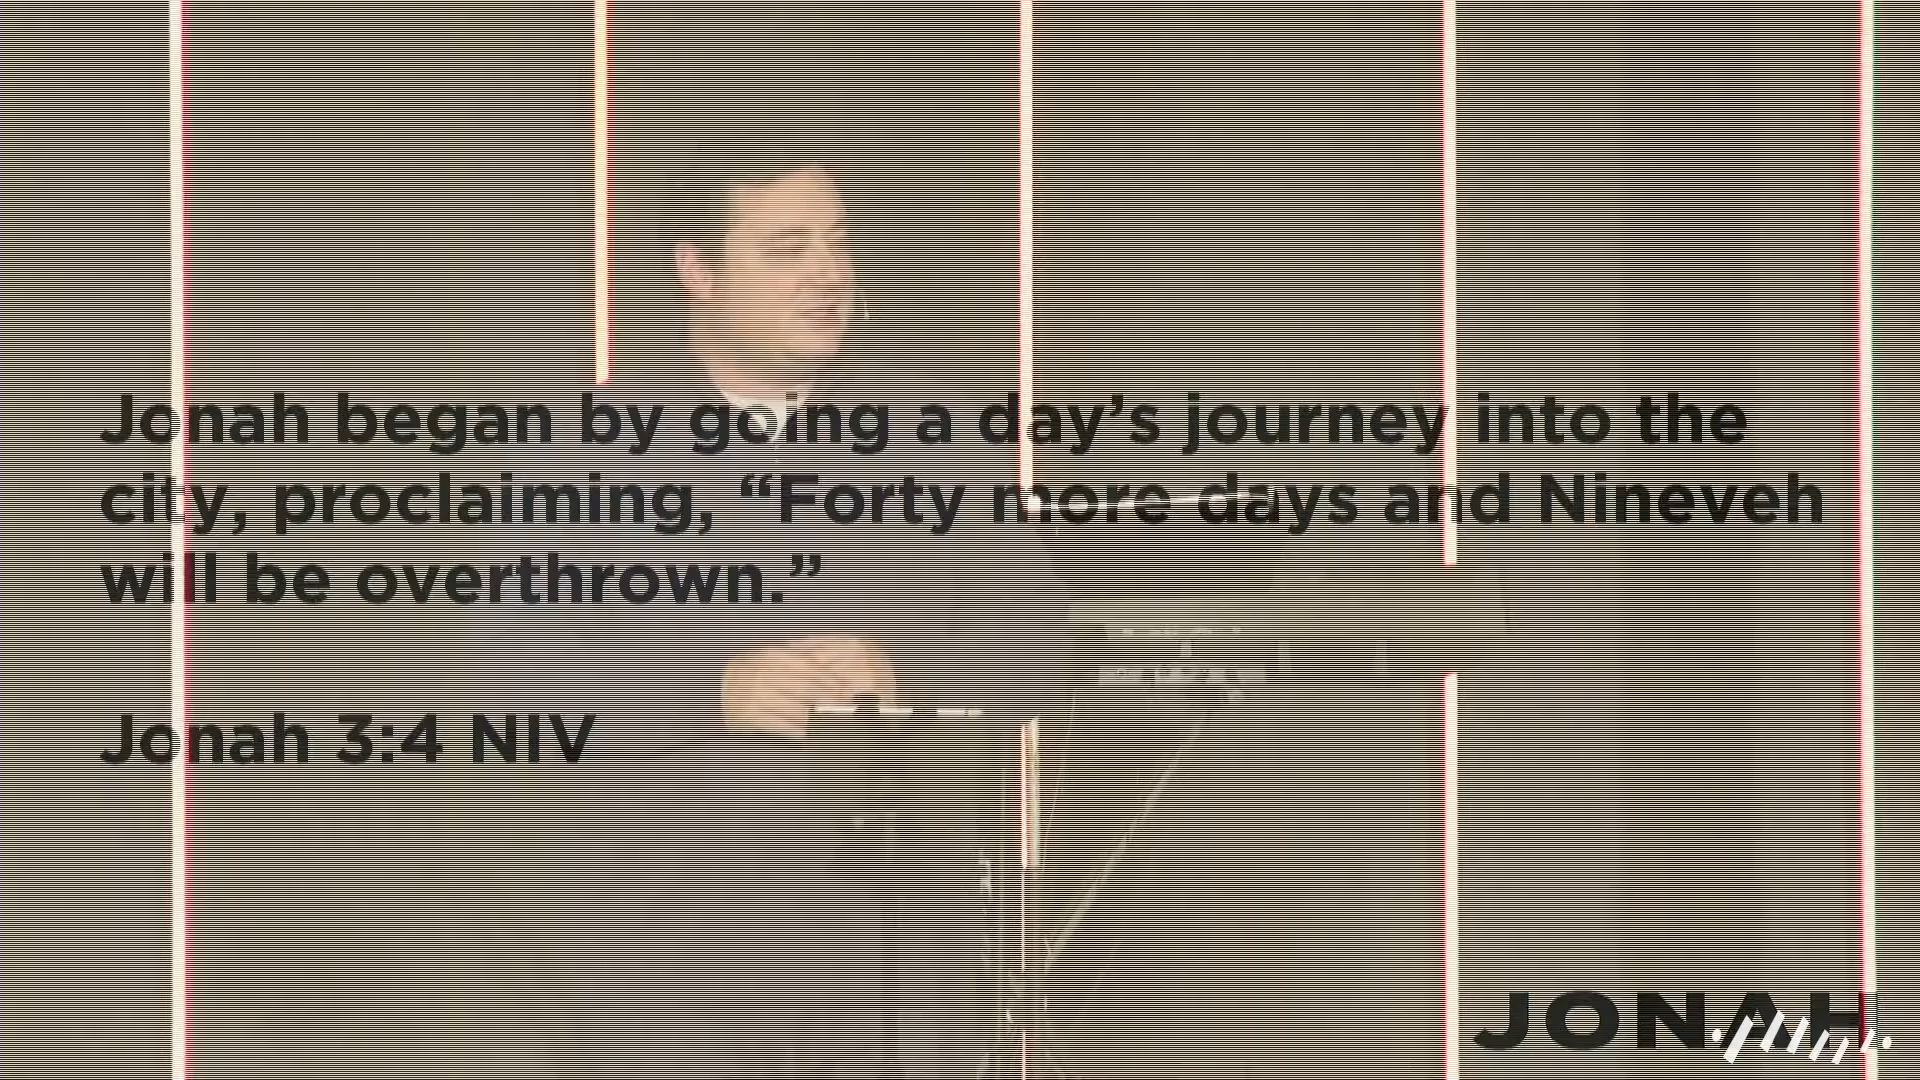 Jonah began by going a day’s journey into the
city, proclaiming, “Forty more days and Nineveh
will be overthrown.”
Jonah 3:4 NIV
JONAH